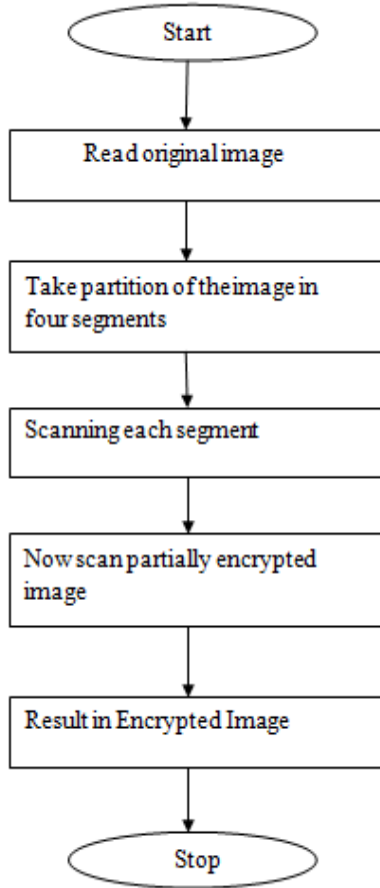 Start
Read original image
Take partition of the image in
four segments
Scanning each segment
Now scan partially encrypted
image
Result in Encrypted Image
Stop